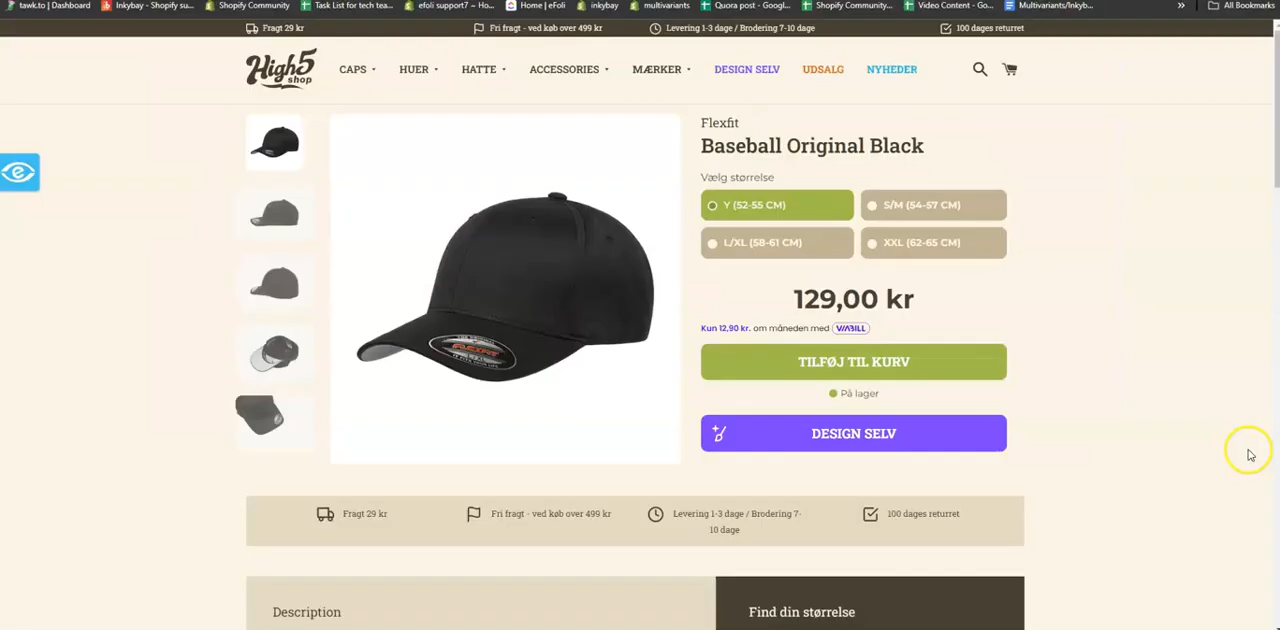 tawk.to | Dashboard
Inkybay - Shopify su...
Shopify Community
Task List for tech tea...
efoli support7 ~ Ho...
Home | eFoli
inkybay
multivariants
Quora post - Googl...
Shopify Community...
Video Content - Go...
Multivariants/Inkyb...
»
All Bookmarks
Fragt 29 kr
Fri fragt - ved køb over 499 kr
Levering 1-3 dage / Brodering 7-10 dage
100 dages returret
High5 shop
CAPS
HUER
HATTE
ACCESSORIES
MÆRKER
DESIGN SELV
UDSALG
NYHEDER
Flexfit
Baseball Original Black
Vælg størrelse
Y (52-55 CM)
S/M (54-57 CM)
L/XL (58-61 CM)
XXL (62-65 CM)
129,00 kr
Kun 12,90 kr. om måneden med VIABILL
TILFØJ TIL KURV
På lager
DESIGN SELV
Fragt 29 kr
Fri fragt - ved køb over 499 kr
Levering 1-3 dage / Brodering 7-
10 dage
100 dages returret
Description
Find din størrelse